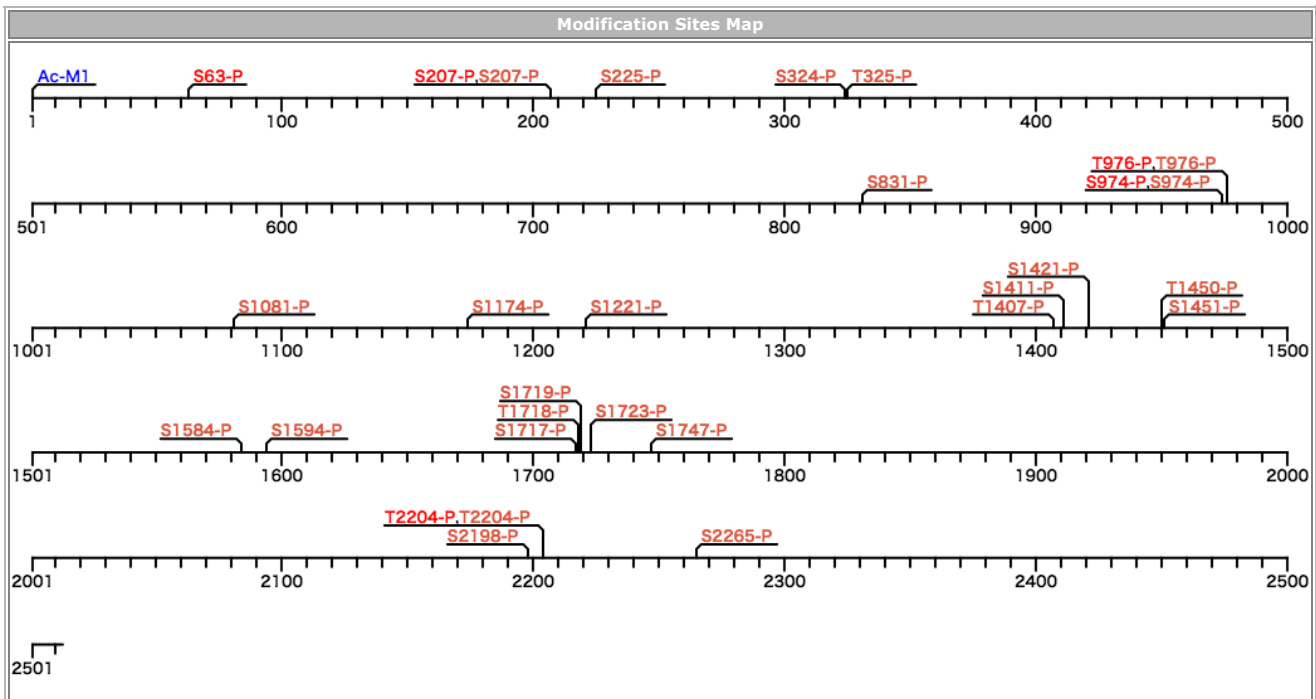 Modification Sites Map
Ac-M1 S63-P S207-P,S207-P S225-P S324-P T325-P
1 100 200 300 400 500
T976-P,T976-P
S831-P S974-P,S974-P
501 600 700 800 900 1000
S1421-P
S1411-P T1450-P
S1081-P S1174-P S1221-P T1407-P S1451-P
1001 1100 1200 1300 1400 1500
S1719-P
T1718-P S1723-P
S1584-P S1594-P S1717-P S1747-P
1501 1600 1700 1800 1900 2000
T2204-P,T2204-P
S2198-P S2265-P
2001 2100 2200 2300 2400 2500
2501